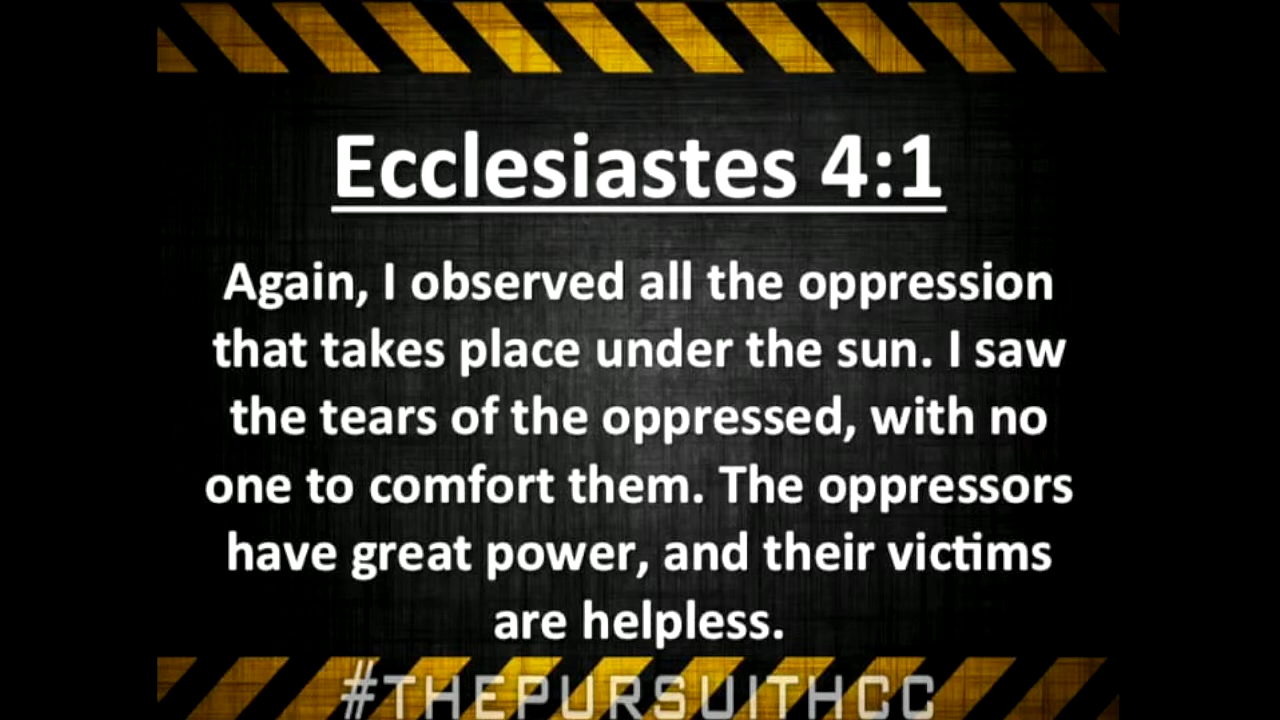 Ecclesiastes 4:1
Again, I observed all the oppression
that takes place under the sun. I saw
the tears of the oppressed, with no
one to comfort them. The oppressors
have great power, and their victims
are helpless.
#THEPURSUITHCC